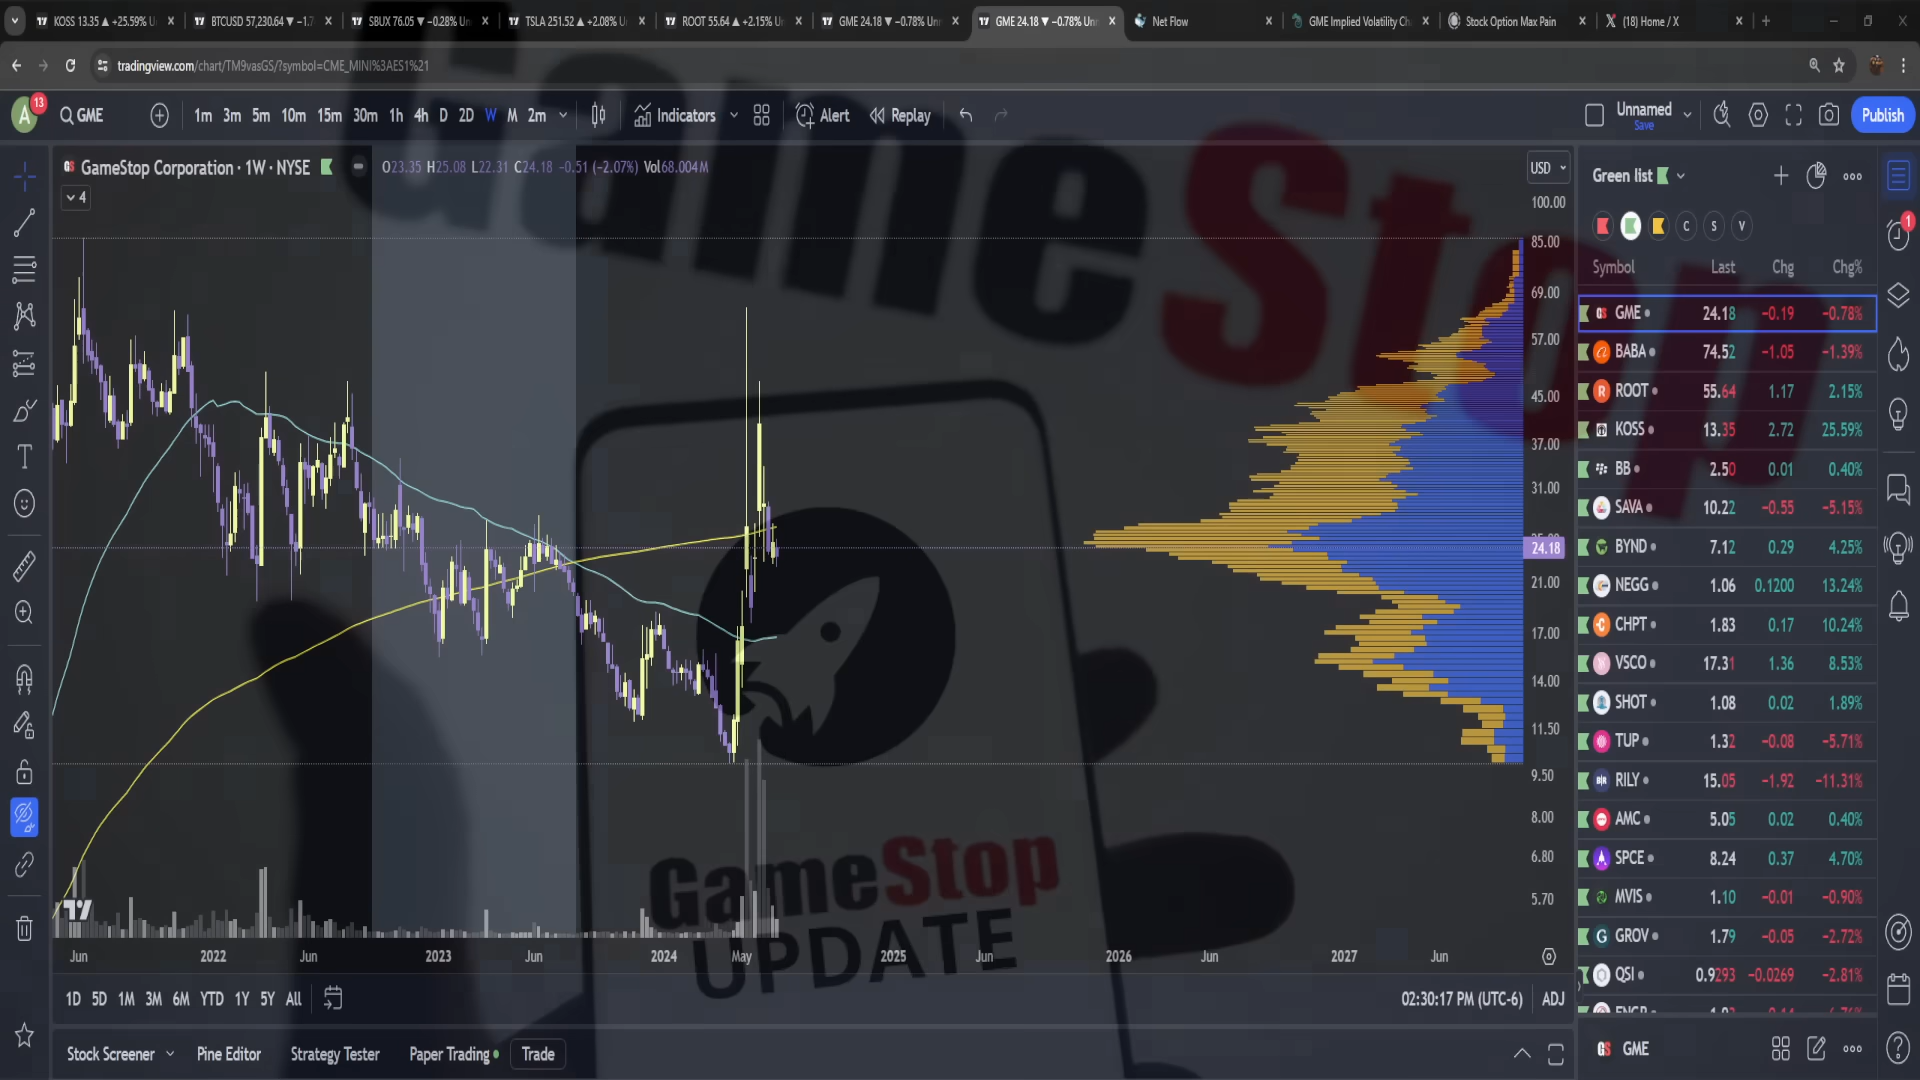 KOSS 13.35 ▲ +25.59% U
BTCUSD 57,230.64 ▼ −1.7
SBUX 76.05 ▼ −0.28% U
TSLA 251.52 ▲ +2.08% U
ROOT 55.64 ▲ +2.15% Un
GME 24.18 ▼ −0.78% Un
GME 24.18 ▼ −0.78% Un
Net Flow
GME Implied Volatility Ch
Stock Option Max Pain
(18) Home / X
tradingview.com/chart/TM9vasGS/?symbol=CME_MINI%3AES1%21
A 13
GME
1m 3m 5m 10m 15m 30m 1h 4h D 2D W M 2m
Indicators
Alert
Replay
Unnamed
Save
Publish
GameStop Corporation · 1W · NYSE
O23.35 H25.08 L22.31 C24.18 −0.51 (−2.07%) Vol68.004M
4
USD
GameStop
100.00
85.00
69.00
57.00
45.00
37.00
31.00
24.18
21.00
17.00
14.00
11.50
9.50
8.00
6.80
5.70
GameStop
UPDATE
Jun 2022 Jun 2023 Jun 2024 May 2025 Jun 2026 Jun 2027 Jun
1D 5D 1M 3M 6M YTD 1Y 5Y All
02:30:17 PM (UTC-6) ADJ
Stock Screener Pine Editor Strategy Tester Paper Trading Trade
Green list
C S V
1
Symbol Last Chg Chg%
GME 24.18 −0.19 −0.78%
BABA 74.52 −1.05 −1.39%
ROOT 55.64 1.17 2.15%
KOSS 13.35 2.72 25.59%
BB 2.50 0.01 0.40%
SAVA 10.22 −0.55 −5.15%
BYND 7.12 0.29 4.25%
NEGG 1.06 0.1200 13.24%
CHPT 1.83 0.17 10.24%
VSCO 17.31 1.36 8.53%
SHOT 1.08 0.02 1.89%
TUP 1.32 −0.08 −5.71%
RILY 15.05 −1.92 −11.31%
AMC 5.05 0.02 0.40%
SPCE 8.24 0.37 4.70%
MVIS 1.10 −0.01 −0.90%
GROV 1.79 −0.05 −2.72%
QSI 0.9293 −0.0269 −2.81%
GME